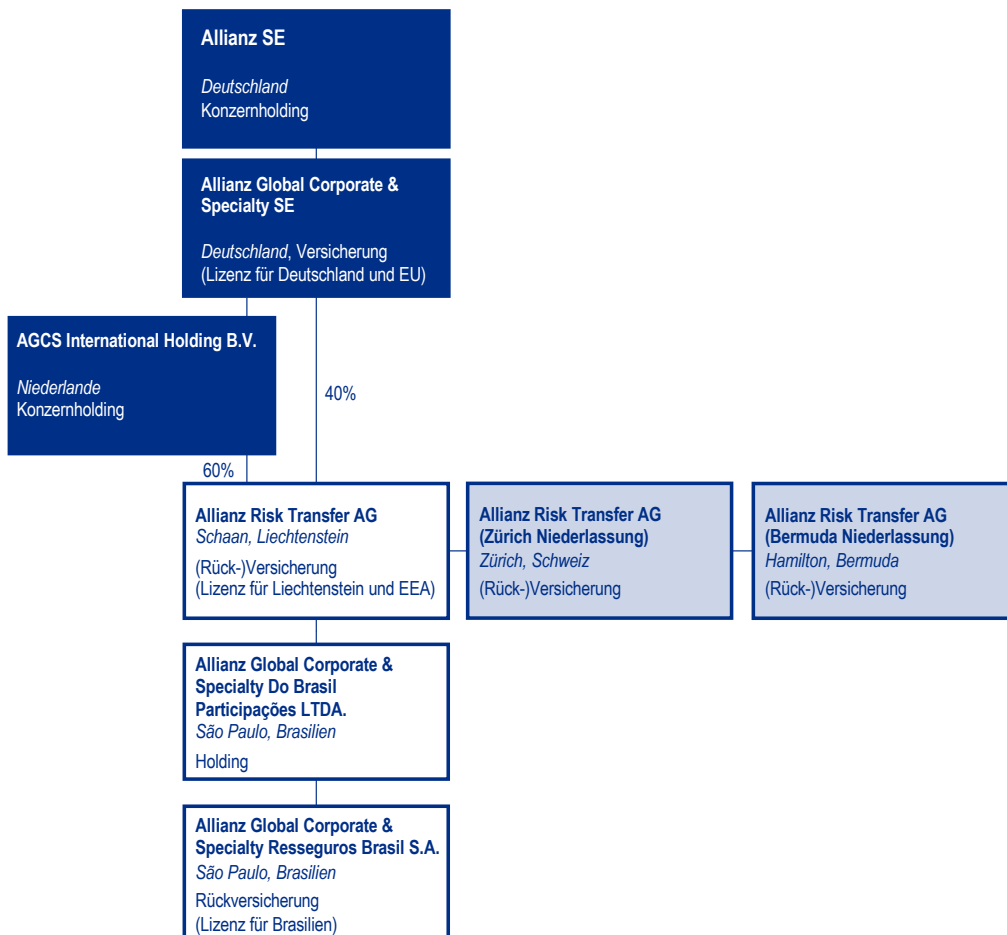 Allianz SE
Deutschland
Konzernholding
Allianz Global Corporate &
Specialty SE
Deutschland, Versicherung
(Lizenz für Deutschland und EU)
AGCS International Holding B.V.
Niederlande
Konzernholding
40%
60%
Allianz Risk Transfer AG
Schaan, Liechtenstein
(Rück-)Versicherung
(Lizenz für Liechtenstein und EEA)
Allianz Risk Transfer AG
(Zürich Niederlassung)
Zürich, Schweiz
(Rück-)Versicherung
Allianz Risk Transfer AG
(Bermuda Niederlassung)
Hamilton, Bermuda
(Rück-)Versicherung
Allianz Global Corporate &
Specialty Do Brasil
Participações LTDA.
São Paulo, Brasilien
Holding
Allianz Global Corporate &
Specialty Resseguros Brasil S.A.
São Paulo, Brasilien
Rückversicherung
(Lizenz für Brasilien)